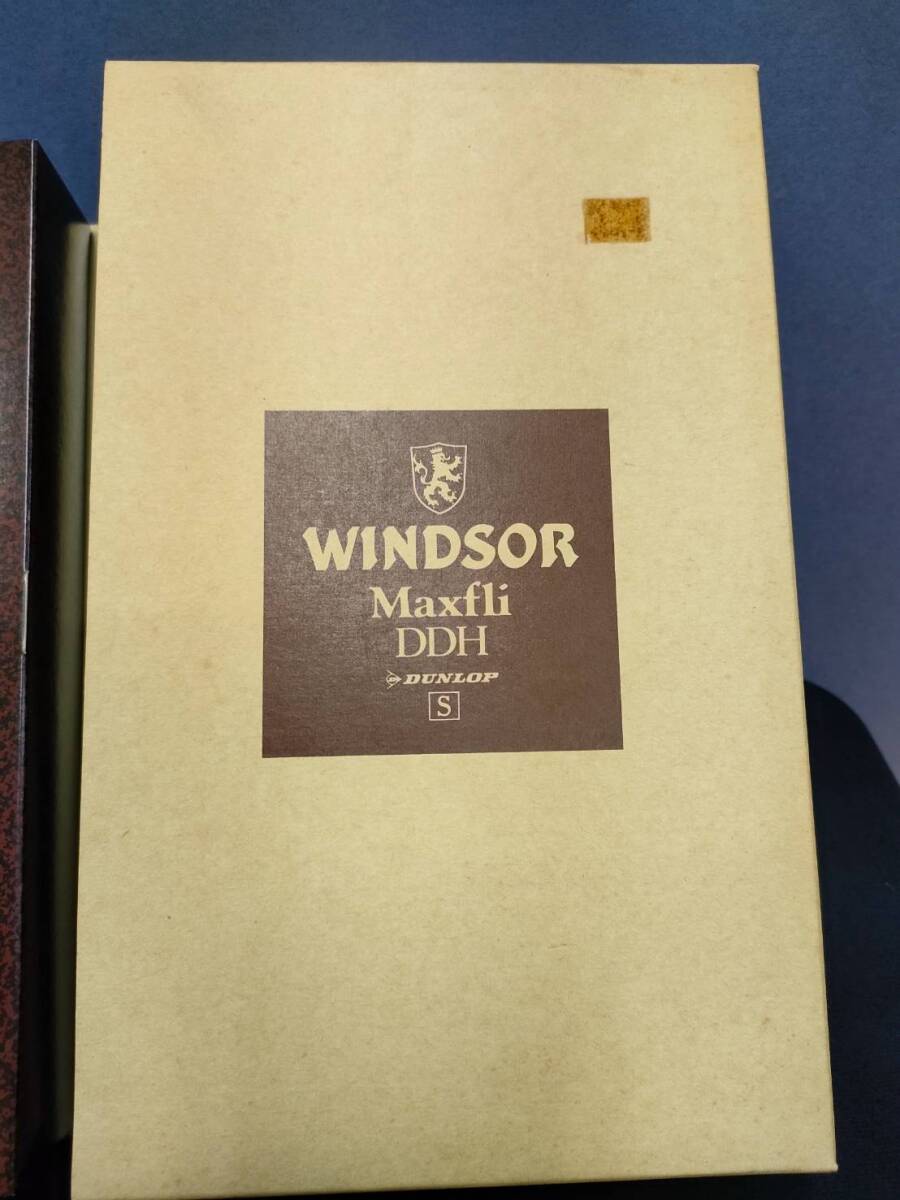 WINDSOR
Maxfli
DDH
DUNLOP
S